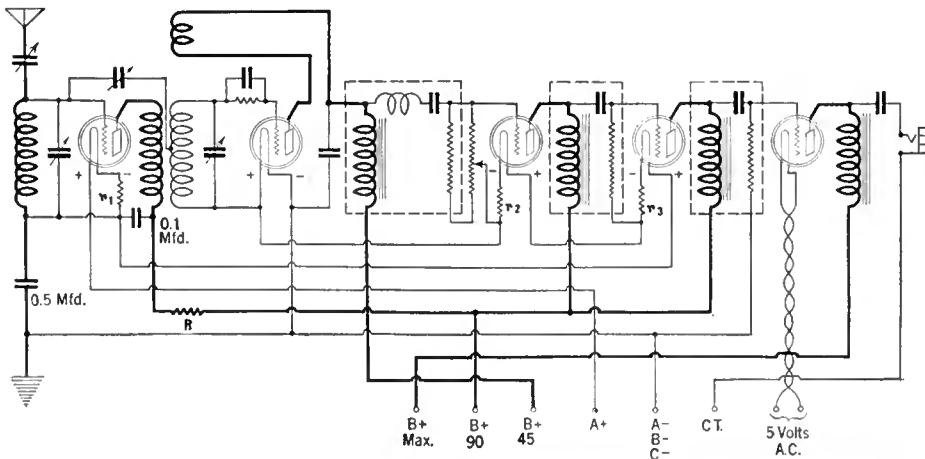 + -
r1
0.1
Mfd.
+ -
r2
+
r3
+
0.5 Mfd.
R
B+
Max.
B+
90
B+
45
A+
A-
B-
C-
C.T.
5 Volts
A.C.